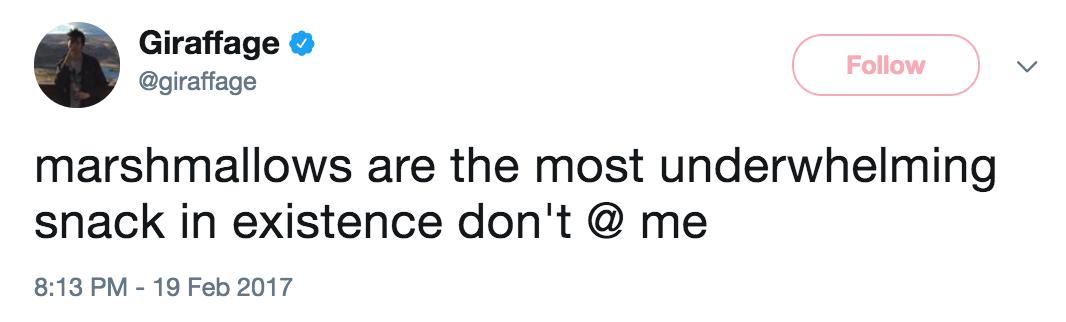 Giraffage
@giraffage
Follow
marshmallows are the most underwhelming
snack in existence don't @ me
8:13 PM - 19 Feb 2017